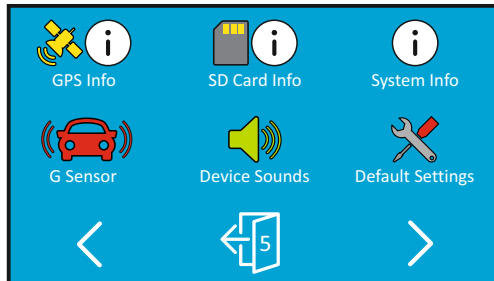 i i i
GPS Info SD Card Info System Info
G Sensor Device Sounds Default Settings
5